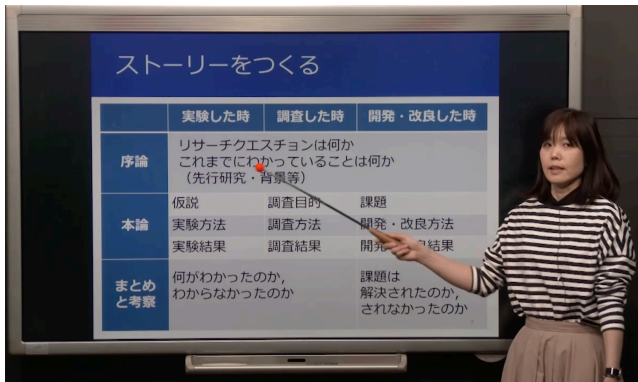 ストーリーをつくる
実験した時 調査した時 開発・改良した時
序論
リサーチクエスチョンは何か
これまでにわかっていることは何か
（先行研究・背景等）
本論
仮説 調査目的 課題
実験方法 調査方法 開発・改良方法
実験結果 調査結果 開発 良結果
まとめ
と考察
何がわかったのか，
わからなかったのか
課題は
解決されたのか，
されなかったのか